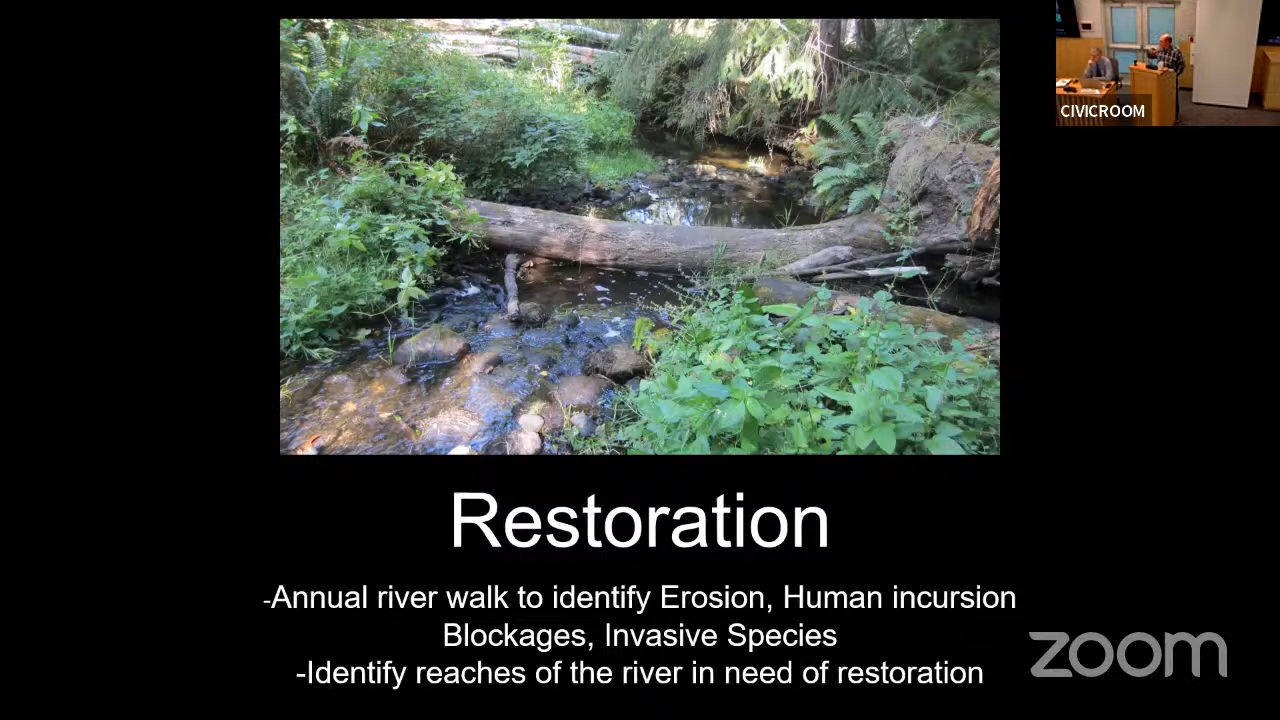 CIVICROOM
Restoration
-Annual river walk to identify Erosion, Human incursion
Blockages, Invasive Species
-Identify reaches of the river in need of restoration
zoom